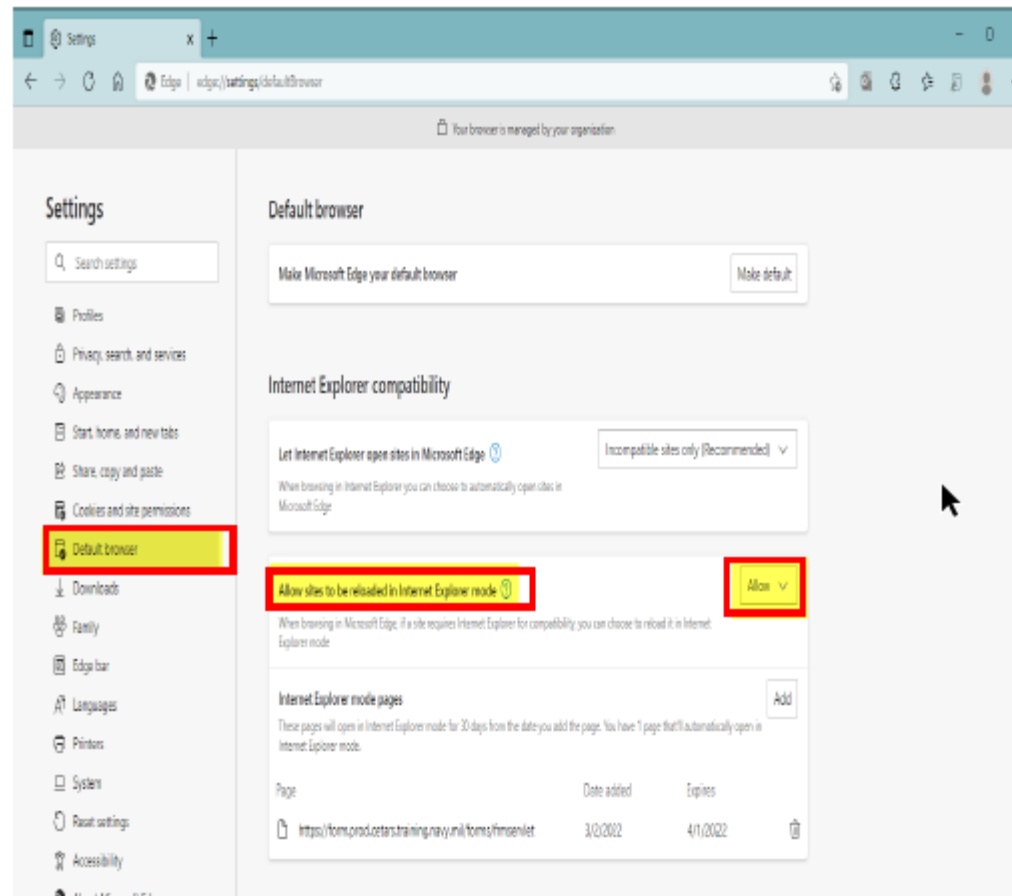 Settings
Edge | edge://settings/defaultBrowser
Your browser is managed by your organization
Settings
Search settings
Profiles
Privacy, search, and services
Appearance
Start, home, and new tabs
Share, copy and paste
Cookies and site permissions
Default browser
Downloads
Family
Edge bar
Languages
Printers
System
Reset settings
Accessibility
Default browser
Make Microsoft Edge your default browser
Make default
Internet Explorer compatibility
Let Internet Explorer open sites in Microsoft Edge
Incompatible sites only (Recommended)
When browsing in Internet Explorer you can choose to automatically open sites in
Microsoft Edge
Allow sites to be reloaded in Internet Explorer mode
Allow
When browsing in Microsoft Edge, if a site requires Internet Explorer for compatibility, you can choose to reload it in Internet
Explorer mode
Internet Explorer mode pages
Add
These pages will open in Internet Explorer mode for 30 days from the date you add the page. You have 1 page that'll automatically open in
Internet Explorer mode.
Page Date added Expires
https://form.prod.cetars.training.navy.mil/forms/frmservlet 3/2/2022 4/1/2022